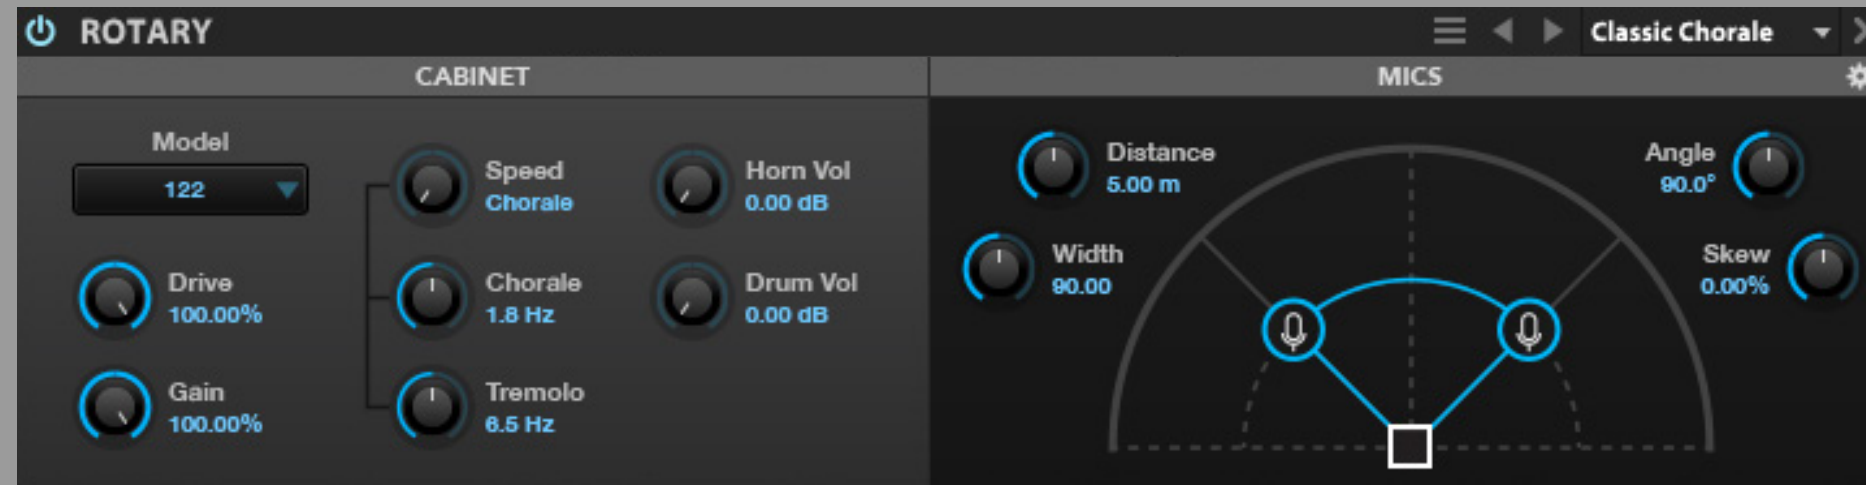 ROTARY
Classic Chorale
CABINET
MICS
Model
122
Drive
100.00%
Gain
100.00%
Speed
Chorale
Chorale
1.8 Hz
Tremolo
6.5 Hz
Horn Vol
0.00 dB
Drum Vol
0.00 dB
Distance
5.00 m
Width
90.00
Angle
90.0°
Skew
0.00%